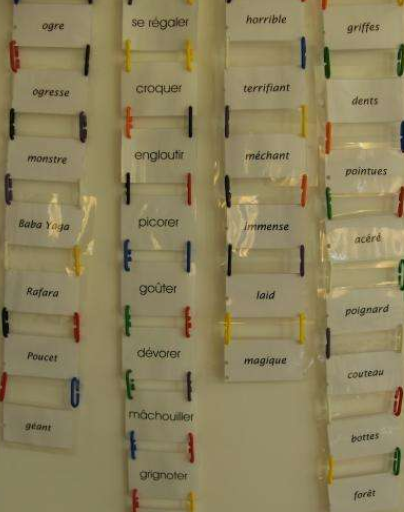 ogre
ogresse
monstre
Baba Yaga
Rafara
Poucet
géant
se régaler
croquer
engloutir
picorer
goûter
dévorer
mâchouiller
grignoter
horrible
terrifiant
méchant
immense
laid
magique
griffes
dents
pointues
acéré
poignard
couteau
bottes
forêt